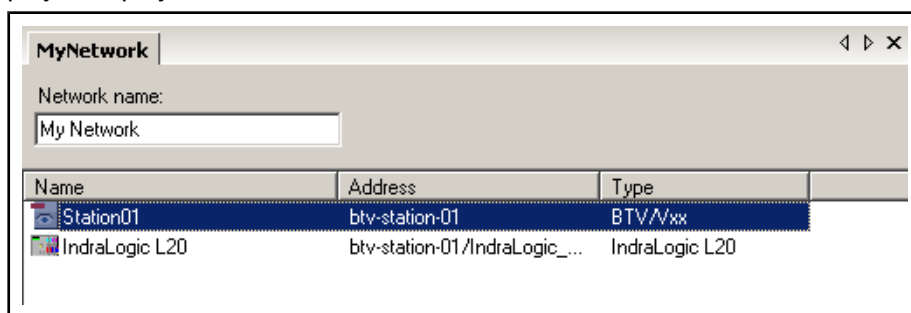 MyNetwork
Network name:
My Network
Name Address Type
Station01 btv-station-01 BTV/Vxx
IndraLogic L20 btv-station-01/IndraLogic_... IndraLogic L20